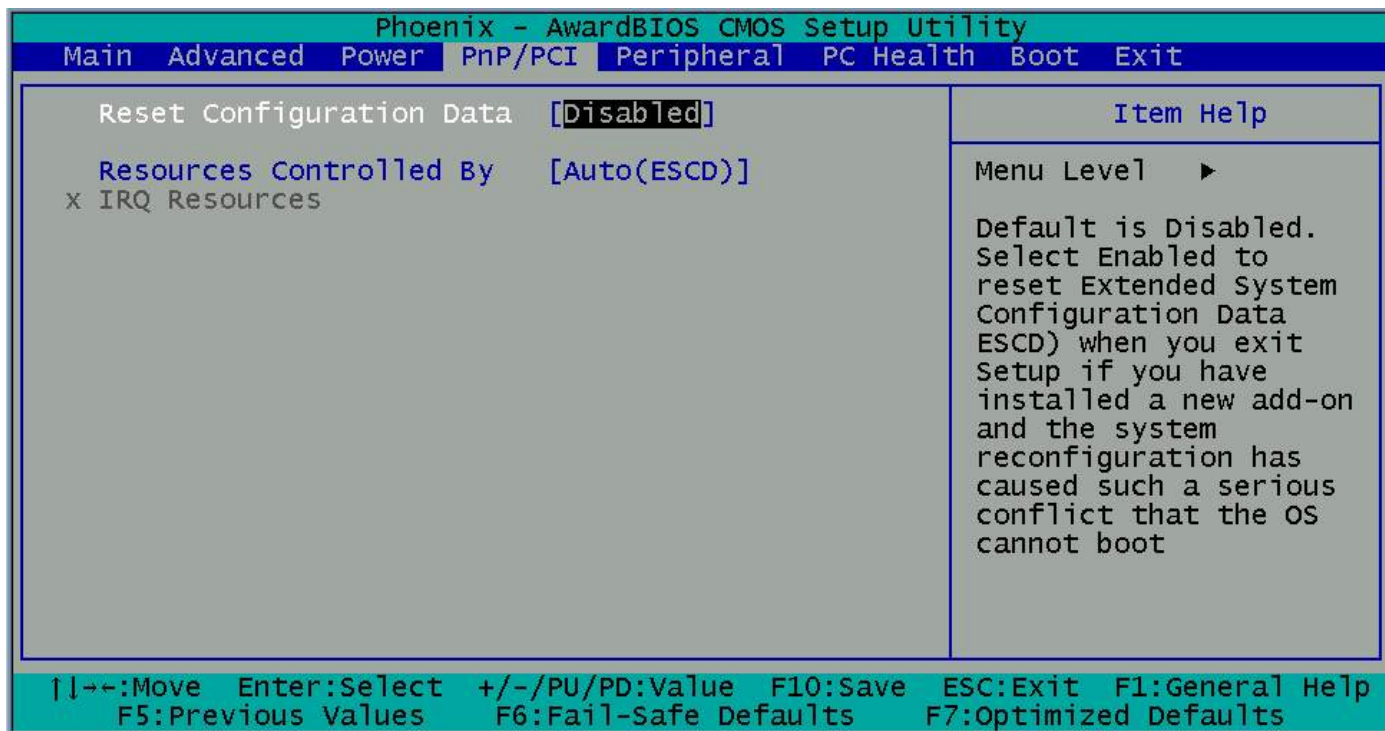 Phoenix - AwardBIOS CMOS Setup Utility
Main Advanced Power PnP/PCI Peripheral PC Health Boot Exit
Reset Configuration Data [Disabled]
Resources Controlled By [Auto(ESCD)]
x IRQ Resources
Item Help
Menu Level ►
Default is Disabled.
Select Enabled to
reset Extended System
Configuration Data
ESCD) when you exit
Setup if you have
installed a new add-on
and the system
reconfiguration has
caused such a serious
conflict that the OS
cannot boot
↑↓→←:Move Enter:Select +/-/PU/PD:Value F10:Save ESC:Exit F1:General Help
F5:Previous Values F6:Fail-Safe Defaults F7:Optimized Defaults